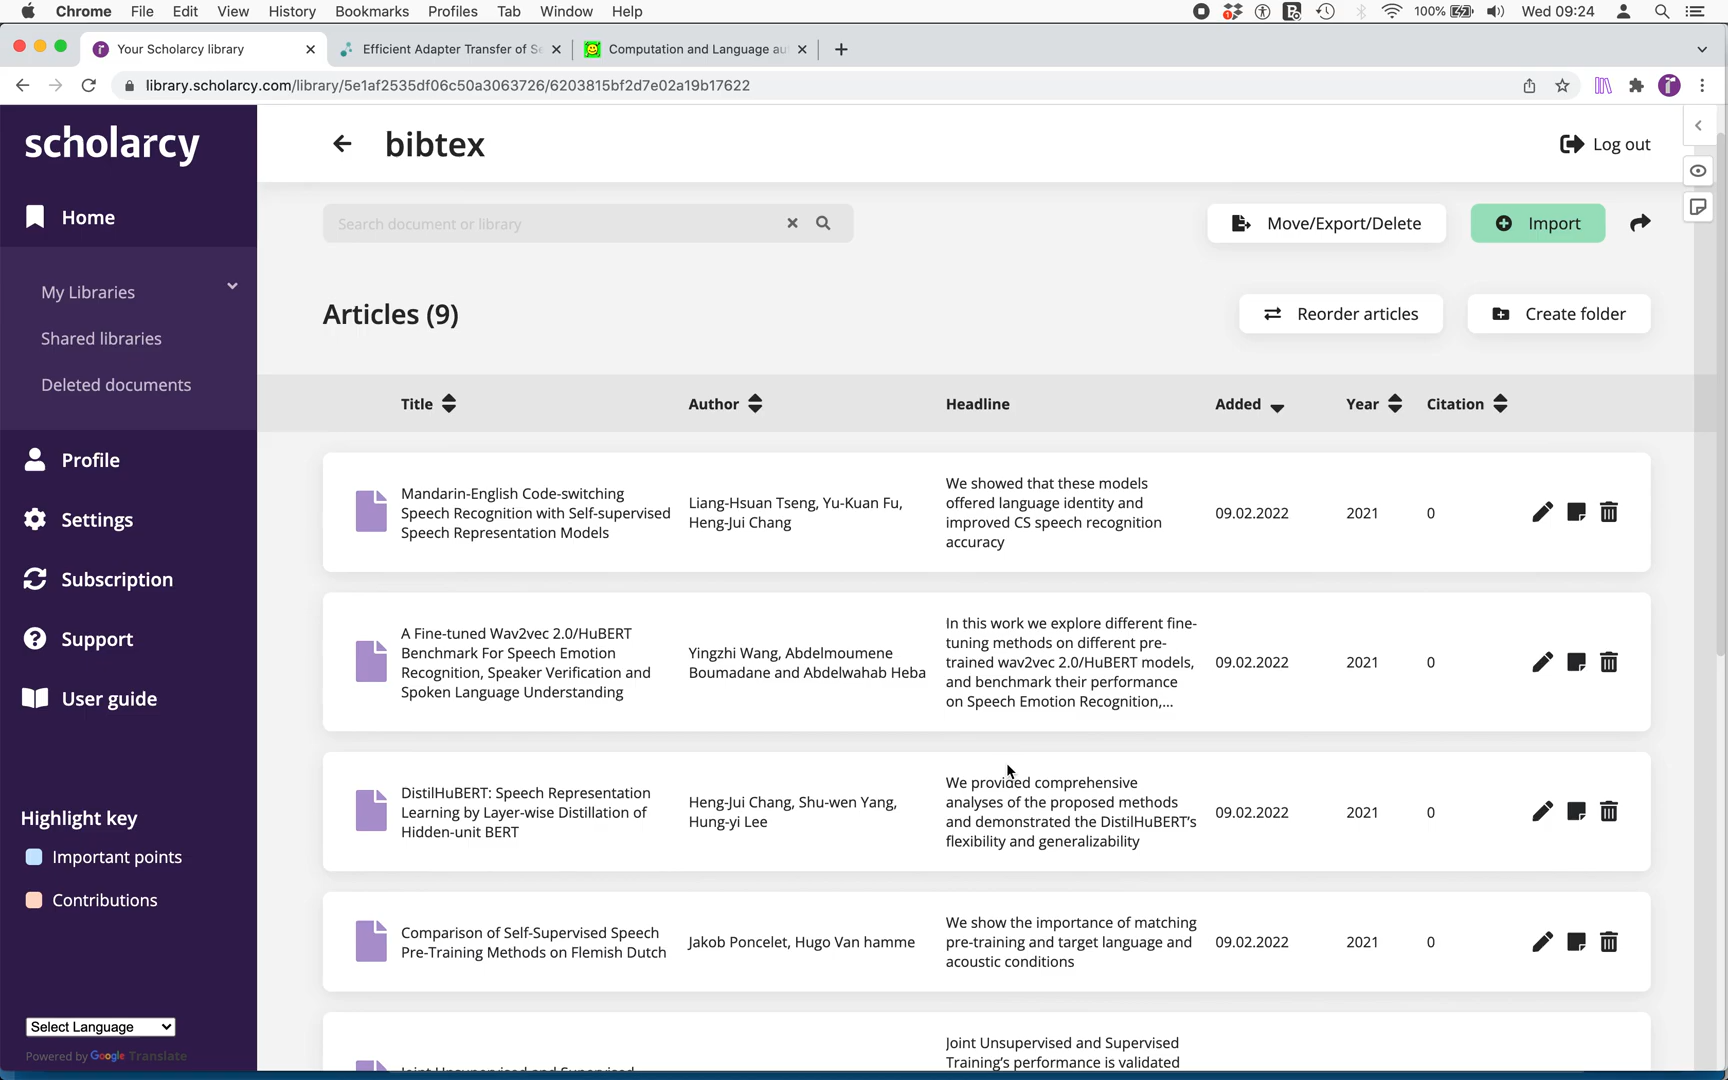 Chrome File Edit View History Bookmarks Profiles Tab Window Help 100% Wed 09:24
Your Scholarcy library Efficient Adapter Transfer of Se Computation and Language au
library.scholarcy.com/library/5e1af2535df06c50a3063726/6203815bf2d7e02a19b17622
scholarcy
Home
My Libraries
Shared libraries
Deleted documents
Profile
Settings
Subscription
Support
User guide
Highlight key
Important points
Contributions
Select Language
Powered by Google Translate
bibtex
Log out
Search document or library
Move/Export/Delete
Import
Articles (9)
Reorder articles
Create folder
Title Author Headline Added Year Citation
Mandarin-English Code-switching
Speech Recognition with Self-supervised
Speech Representation Models
Liang-Hsuan Tseng, Yu-Kuan Fu,
Heng-Jui Chang
We showed that these models
offered language identity and
improved CS speech recognition
accuracy
09.02.2022
2021
0
A Fine-tuned Wav2vec 2.0/HuBERT
Benchmark For Speech Emotion
Recognition, Speaker Verification and
Spoken Language Understanding
Yingzhi Wang, Abdelmoumene
Boumadane and Abdelwahab Heba
In this work we explore different fine-
tuning methods on different pre-
trained wav2vec 2.0/HuBERT models,
and benchmark their performance
on Speech Emotion Recognition,...
09.02.2022
2021
0
DistilHuBERT: Speech Representation
Learning by Layer-wise Distillation of
Hidden-unit BERT
Heng-Jui Chang, Shu-wen Yang,
Hung-yi Lee
We provided comprehensive
analyses of the proposed methods
and demonstrated the DistilHuBERT's
flexibility and generalizability
09.02.2022
2021
0
Comparison of Self-Supervised Speech
Pre-Training Methods on Flemish Dutch
Jakob Poncelet, Hugo Van hamme
We show the importance of matching
pre-training and target language and
acoustic conditions
09.02.2022
2021
0
Joint Unsupervised and Supervised
Joint Unsupervised and Supervised
Training's performance is validated